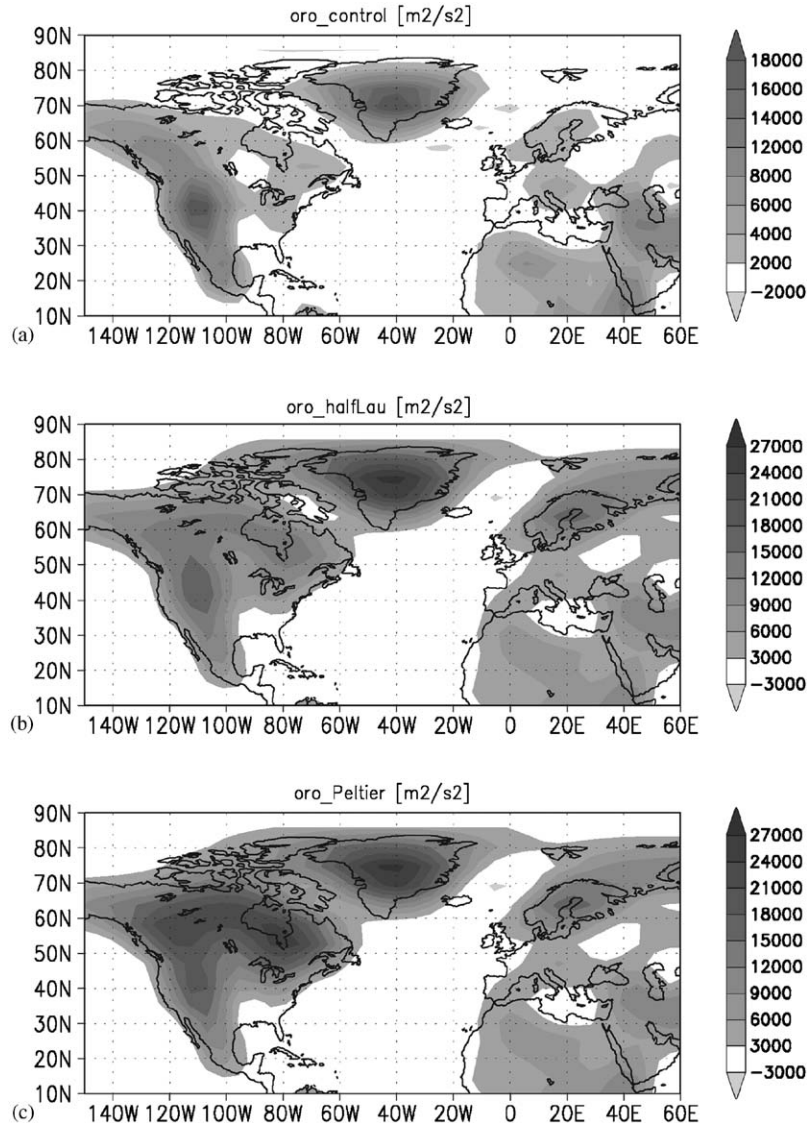 oro_control [m2/s2]
90N
80N
70N
60N
50N
40N
30N
20N
10N
(a)
140W 120W 100W 80W 60W 40W 20W 0 20E 40E 60E
18000
16000
14000
12000
8000
6000
4000
2000
−2000
oro_halfLau [m2/s2]
90N
80N
70N
60N
50N
40N
30N
20N
10N
(b)
140W 120W 100W 80W 60W 40W 20W 0 20E 40E 60E
27000
24000
21000
18000
15000
12000
9000
6000
3000
−3000
oro_Peltier [m2/s2]
90N
80N
70N
60N
50N
40N
30N
20N
10N
(c)
140W 120W 100W 80W 60W 40W 20W 0 20E 40E 60E
27000
24000
21000
18000
15000
12000
9000
6000
3000
−3000